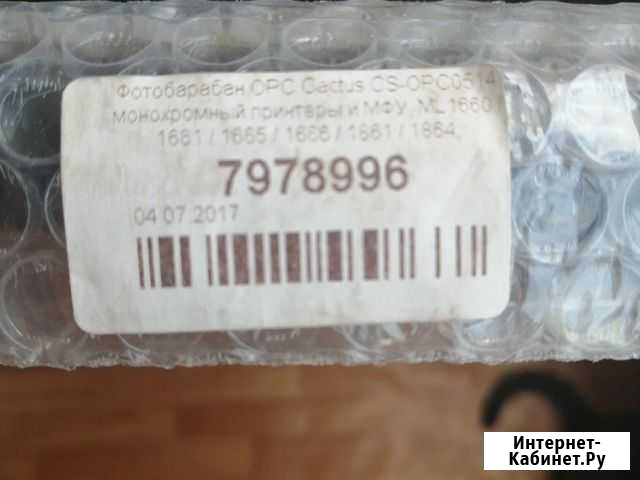 Фотобарабан OPC Cactus CS-OPC0514
монохромный принтеры и МФУ, ML 1660 /
1661 / 1665 / 1666 / 1861 / 1864,
7978996
04.07.2017
Интернет-
Кабинет.Ру